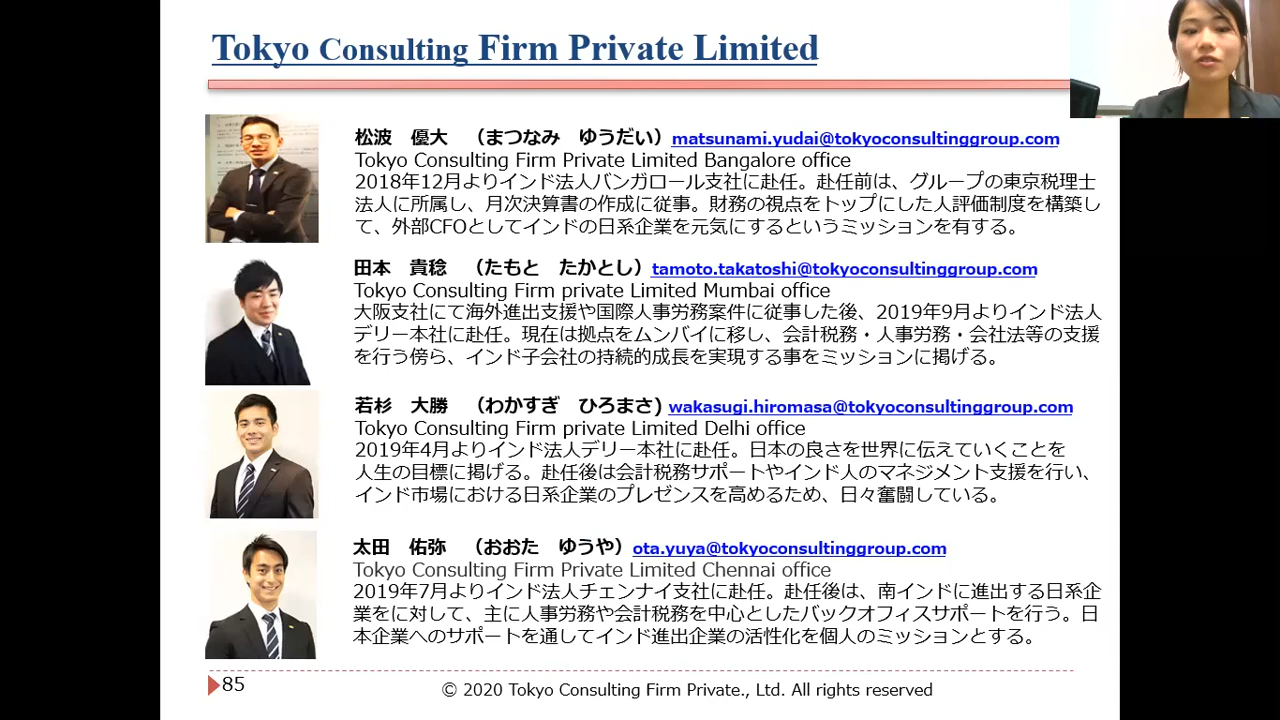 Tokyo Consulting Firm Private Limited
松波　優大　（まつなみ　ゆうだい）matsunami.yudai@tokyoconsultinggroup.com
Tokyo Consulting Firm Private Limited Bangalore office
2018年12月よりインド法人バンガロール支社に赴任。赴任前は、グループの東京税理士
法人に所属し、月次決算書の作成に従事。財務の視点をトップにした人評価制度を構築し
て、外部CFOとしてインドの日系企業を元気にするというミッションを有する。
田本　貴稔　（たもと　たかとし）tamoto.takatoshi@tokyoconsultinggroup.com
Tokyo Consulting Firm private Limited Mumbai office
大阪支社にて海外進出支援や国際人事労務案件に従事した後、2019年9月よりインド法人
デリー本社に赴任。現在は拠点をムンバイに移し、会計税務・人事労務・会社法等の支援
を行う傍ら、インド子会社の持続的成長を実現する事をミッションに掲げる。
若杉　大勝　（わかすぎ　ひろまさ) wakasugi.hiromasa@tokyoconsultinggroup.com
Tokyo Consulting Firm private Limited Delhi office
2019年4月よりインド法人デリー本社に赴任。日本の良さを世界に伝えていくことを
人生の目標に掲げる。赴任後は会計税務サポートやインド人のマネジメント支援を行い、
インド市場における日系企業のプレゼンスを高めるため、日々奮闘している。
太田　佑弥　（おおた　ゆうや）ota.yuya@tokyoconsultinggroup.com
Tokyo Consulting Firm Private Limited Chennai office
2019年7月よりインド法人チェンナイ支社に赴任。赴任後は、南インドに進出する日系企
業をに対して、主に人事労務や会計税務を中心としたバックオフィスサポートを行う。日
本企業へのサポートを通してインド進出企業の活性化を個人のミッションとする。
85
© 2020 Tokyo Consulting Firm Private., Ltd. All rights reserved